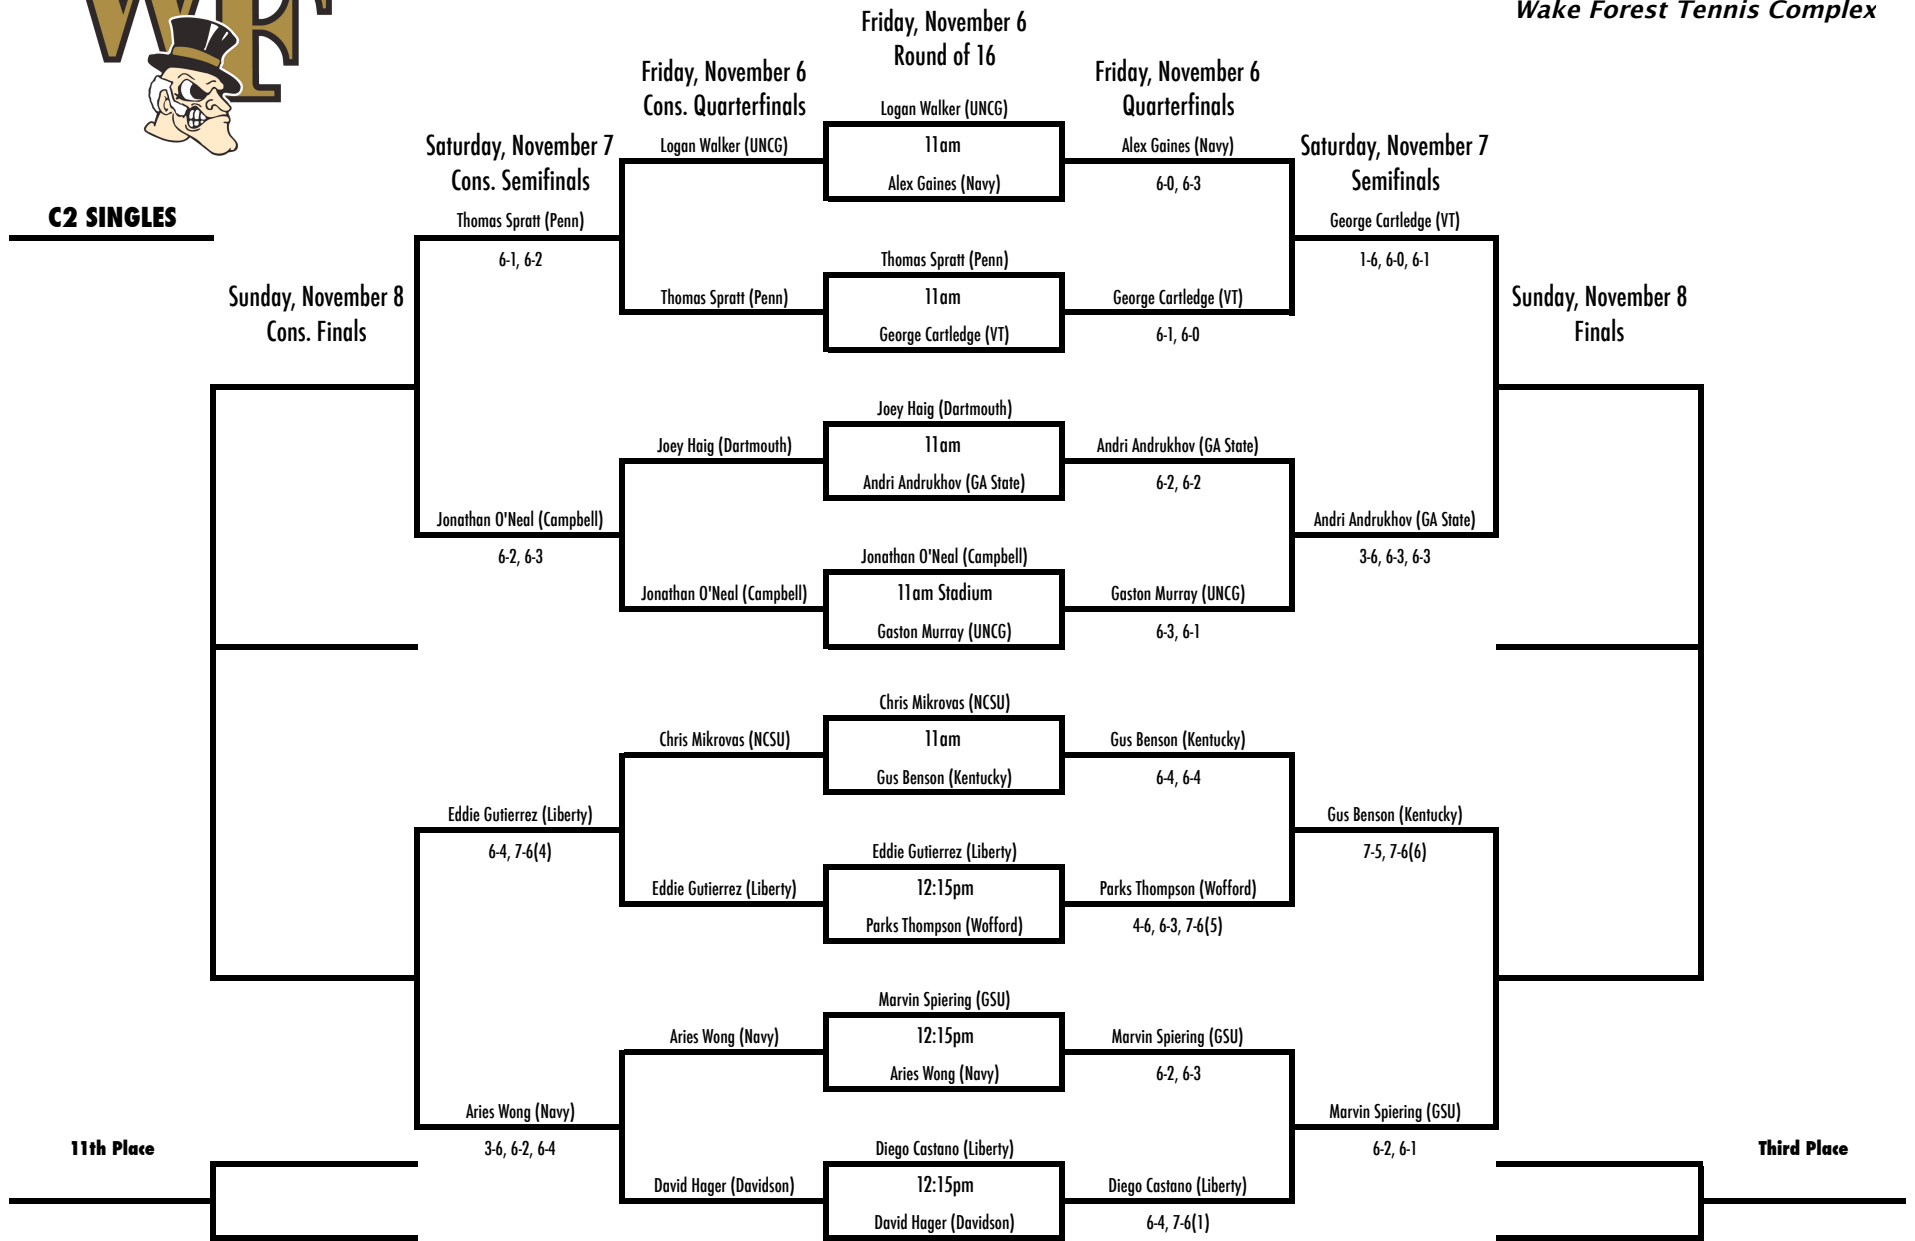 WF
Wake Forest Tennis Complex
Friday, November 6
Round of 16
Friday, November 6
Cons. Quarterfinals
Friday, November 6
Quarterfinals
Saturday, November 7
Cons. Semifinals
Saturday, November 7
Semifinals
C2 SINGLES
Sunday, November 8
Cons. Finals
Sunday, November 8
Finals
Thomas Spratt (Penn)
6-1, 6-2
Jonathan O'Neal (Campbell)
6-2, 6-3
Eddie Gutierrez (Liberty)
6-4, 7-6(4)
Aries Wong (Navy)
3-6, 6-2, 6-4
Logan Walker (UNCG)
Thomas Spratt (Penn)
Joey Haig (Dartmouth)
Jonathan O'Neal (Campbell)
Chris Mikrovas (NCSU)
Eddie Gutierrez (Liberty)
Aries Wong (Navy)
David Hager (Davidson)
Logan Walker (UNCG)
11am
Alex Gaines (Navy)
Thomas Spratt (Penn)
11am
George Cartledge (VT)
Joey Haig (Dartmouth)
11am
Andri Andrukhov (GA State)
Jonathan O'Neal (Campbell)
11am Stadium
Gaston Murray (UNCG)
Chris Mikrovas (NCSU)
11am
Gus Benson (Kentucky)
Eddie Gutierrez (Liberty)
12:15pm
Parks Thompson (Wofford)
Marvin Spiering (GSU)
12:15pm
Aries Wong (Navy)
Diego Castano (Liberty)
12:15pm
David Hager (Davidson)
Alex Gaines (Navy)
6-0, 6-3
George Cartledge (VT)
6-1, 6-0
Andri Andrukhov (GA State)
6-2, 6-2
Gaston Murray (UNCG)
6-3, 6-1
Gus Benson (Kentucky)
6-4, 6-4
Parks Thompson (Wofford)
4-6, 6-3, 7-6(5)
Marvin Spiering (GSU)
6-2, 6-3
Diego Castano (Liberty)
6-4, 7-6(1)
George Cartledge (VT)
1-6, 6-0, 6-1
Andri Andrukhov (GA State)
3-6, 6-3, 6-3
Gus Benson (Kentucky)
7-5, 7-6(6)
Marvin Spiering (GSU)
6-2, 6-1
11th Place
Third Place